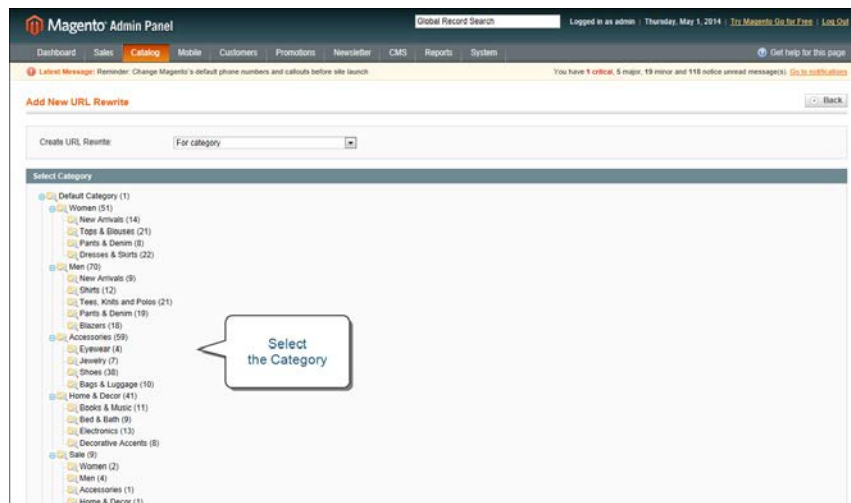 Magento Admin Panel
Global Record Search
Logged in as admin | Thursday, May 1, 2014 | Try Magento Go for Free | Log Out
Dashboard Sales Catalog Mobile Customers Promotions Newsletter CMS Reports System
Get help for this page
Latest Message: Reminder: Change Magento's default phone numbers and callouts before site launch
You have 1 critical, 5 major, 19 minor and 118 notice unread message(s). Go to notifications
Add New URL Rewrite
Back
Create URL Rewrite: For category
Select Category
Default Category (1)
Women (51)
New Arrivals (14)
Tops & Blouses (21)
Pants & Denim (8)
Dresses & Skirts (22)
Men (70)
New Arrivals (9)
Shirts (12)
Tees, Knits and Polos (21)
Pants & Denim (19)
Blazers (18)
Accessories (59)
Eyewear (4)
Jewelry (7)
Shoes (38)
Bags & Luggage (10)
Select
the Category
Home & Decor (41)
Books & Music (11)
Bed & Bath (9)
Electronics (13)
Decorative Accents (8)
Sale (9)
Women (2)
Men (4)
Accessories (1)
Home & Decor (1)